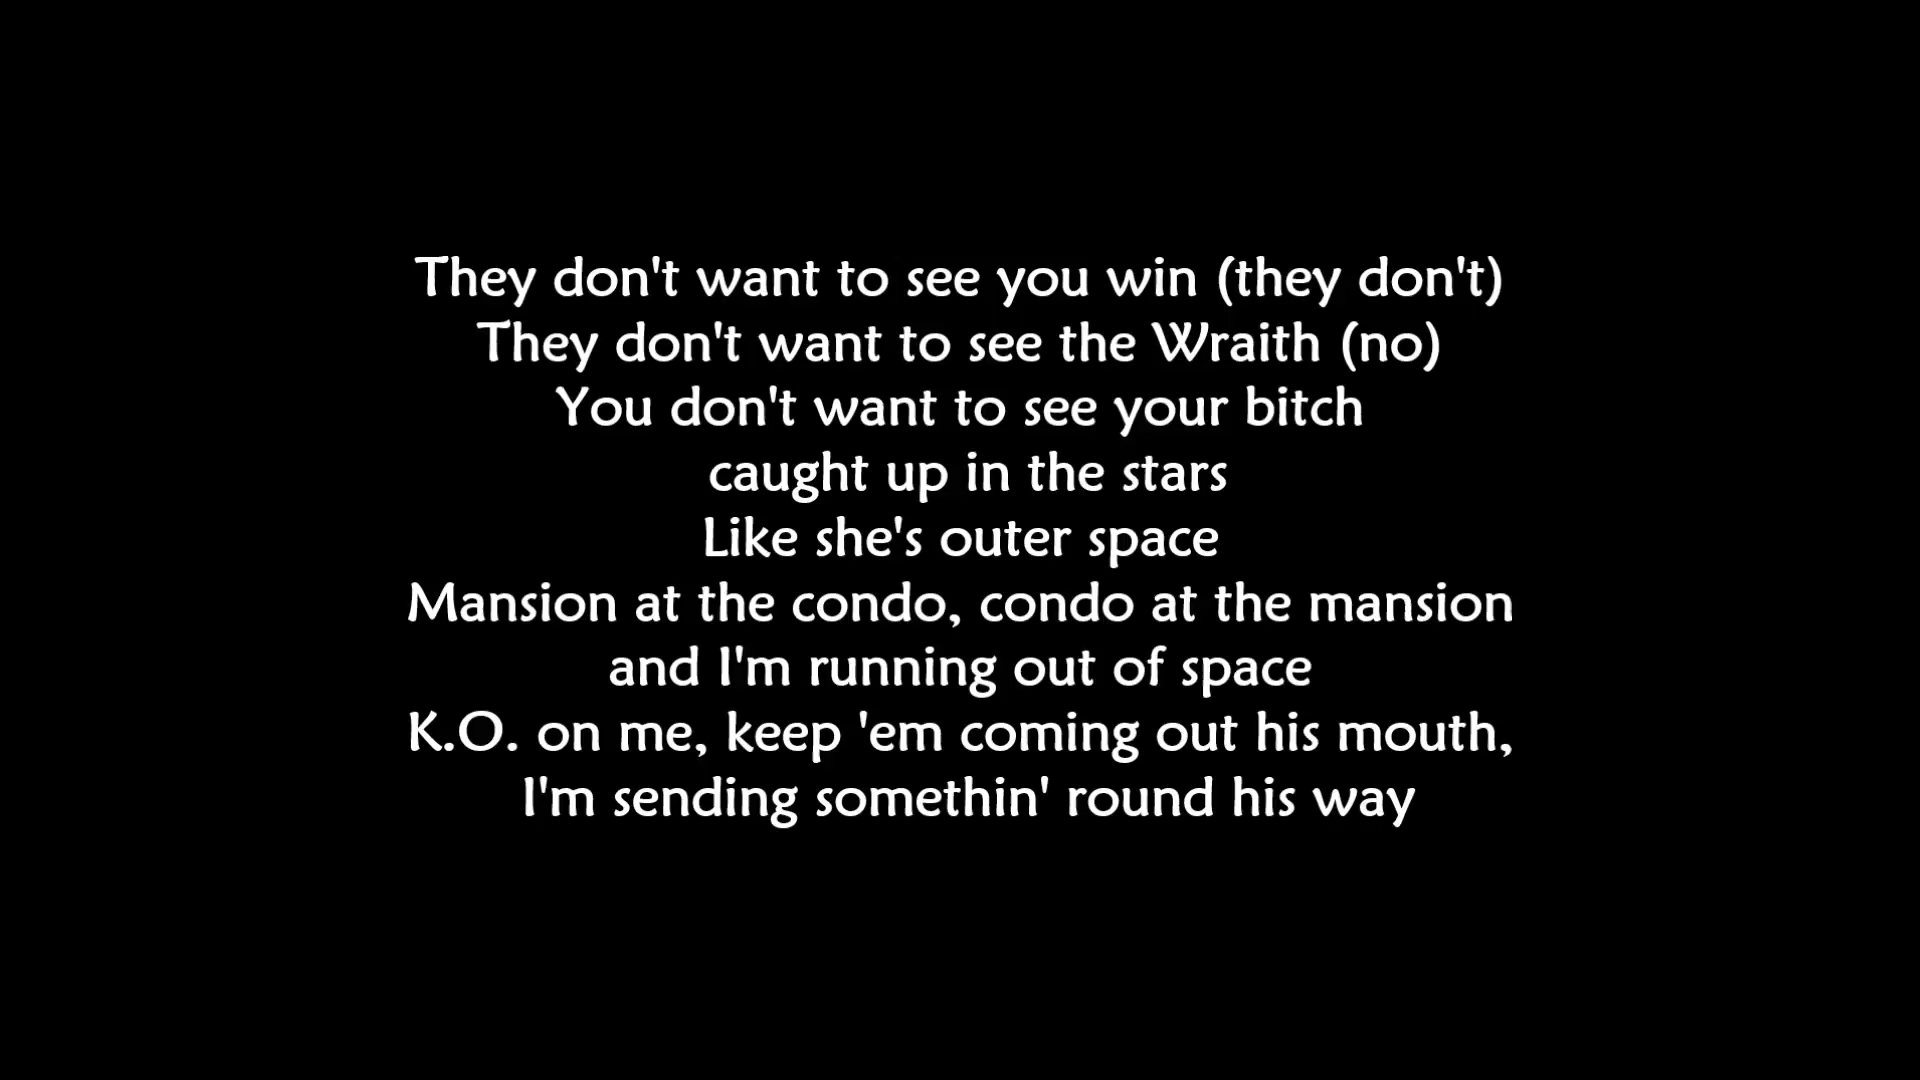 They don't want to see you win (they don't)
They don't want to see the Wraith (no)
You don't want to see your bitch
caught up in the stars
Like she's outer space
Mansion at the condo, condo at the mansion
and I'm running out of space
K.O. on me, keep 'em coming out his mouth,
I'm sending somethin' round his way